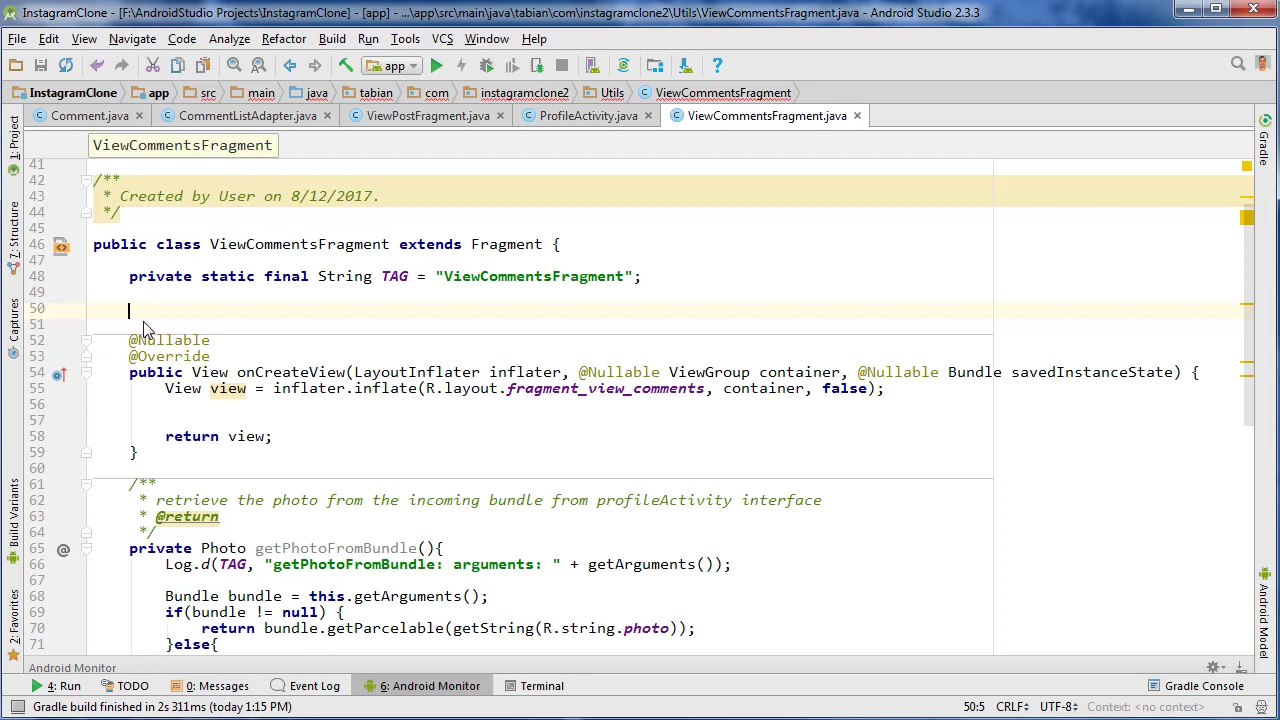 InstagramClone - [F:\AndroidStudio Projects\InstagramClone] - [app] - ...\app\src\main\java\tabian\com\instagramclone2\Utils\ViewCommentsFragment.java - Android Studio 2.3.3
File Edit View Navigate Code Analyze Refactor Build Run Tools VCS Window Help
app
InstagramClone app src main java tabian com instagramclone2 Utils ViewCommentsFragment
Comment.java CommentListAdapter.java ViewPostFragment.java ProfileActivity.java ViewCommentsFragment.java
ViewCommentsFragment
41
42 /**
43 * Created by User on 8/12/2017.
44 */
45
46 public class ViewCommentsFragment extends Fragment {
47
48 private static final String TAG = "ViewCommentsFragment";
49
50
51
52 @Nullable
53 @Override
54 public View onCreateView(LayoutInflater inflater, @Nullable ViewGroup container, @Nullable Bundle savedInstanceState) {
55 View view = inflater.inflate(R.layout.fragment_view_comments, container, false);
56
57
58 return view;
59 }
60
61 /**
62 * retrieve the photo from the incoming bundle from profileActivity interface
63 * @return
64 */
65 private Photo getPhotoFromBundle(){
66 Log.d(TAG, "getPhotoFromBundle: arguments: " + getArguments());
67
68 Bundle bundle = this.getArguments();
69 if(bundle != null) {
70 return bundle.getParcelable(getString(R.string.photo));
71 }else{
1: Project
7: Structure
Captures
Build Variants
2: Favorites
Gradle
Android Model
Android Monitor
4: Run TODO 0: Messages Event Log 6: Android Monitor Terminal Gradle Console
Gradle build finished in 2s 311ms (today 1:15 PM) 50:5 CRLF UTF-8 Context: <no context>